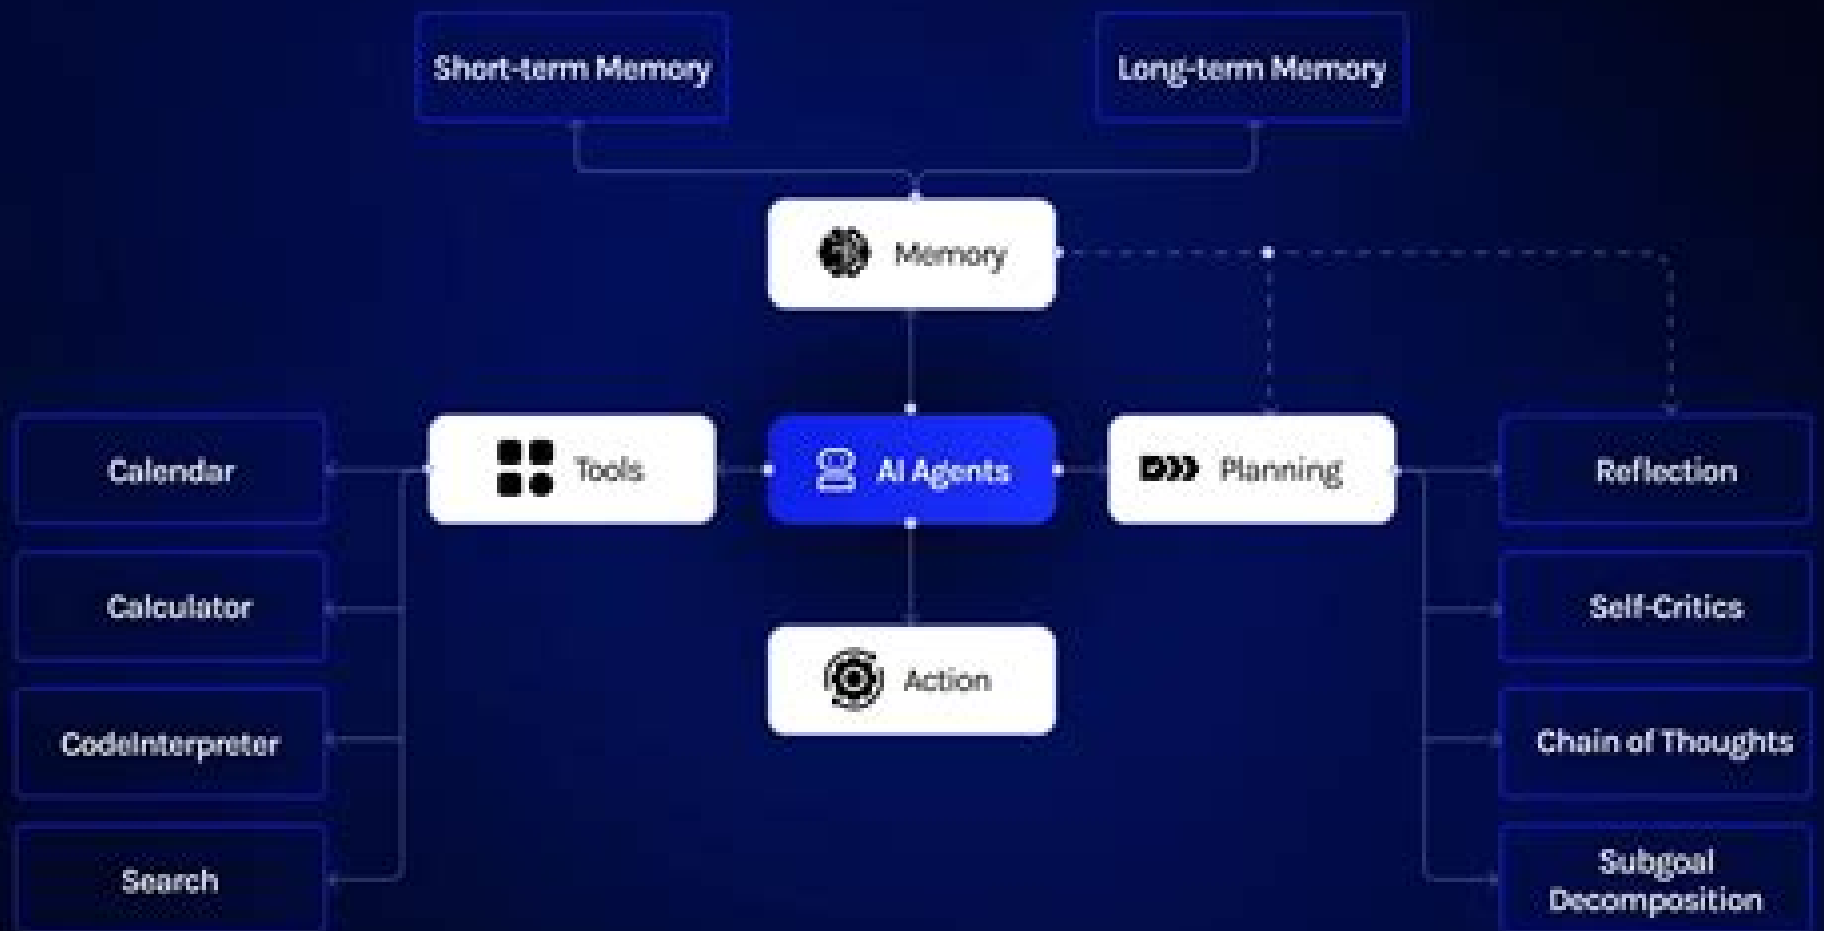 Short-term Memory
Long-term Memory
Memory
Calendar
Tools
AI Agents
Planning
Reflection
Calculator
Self-Critics
Action
CodeInterpreter
Chain of Thoughts
Search
Subgoal
Decomposition